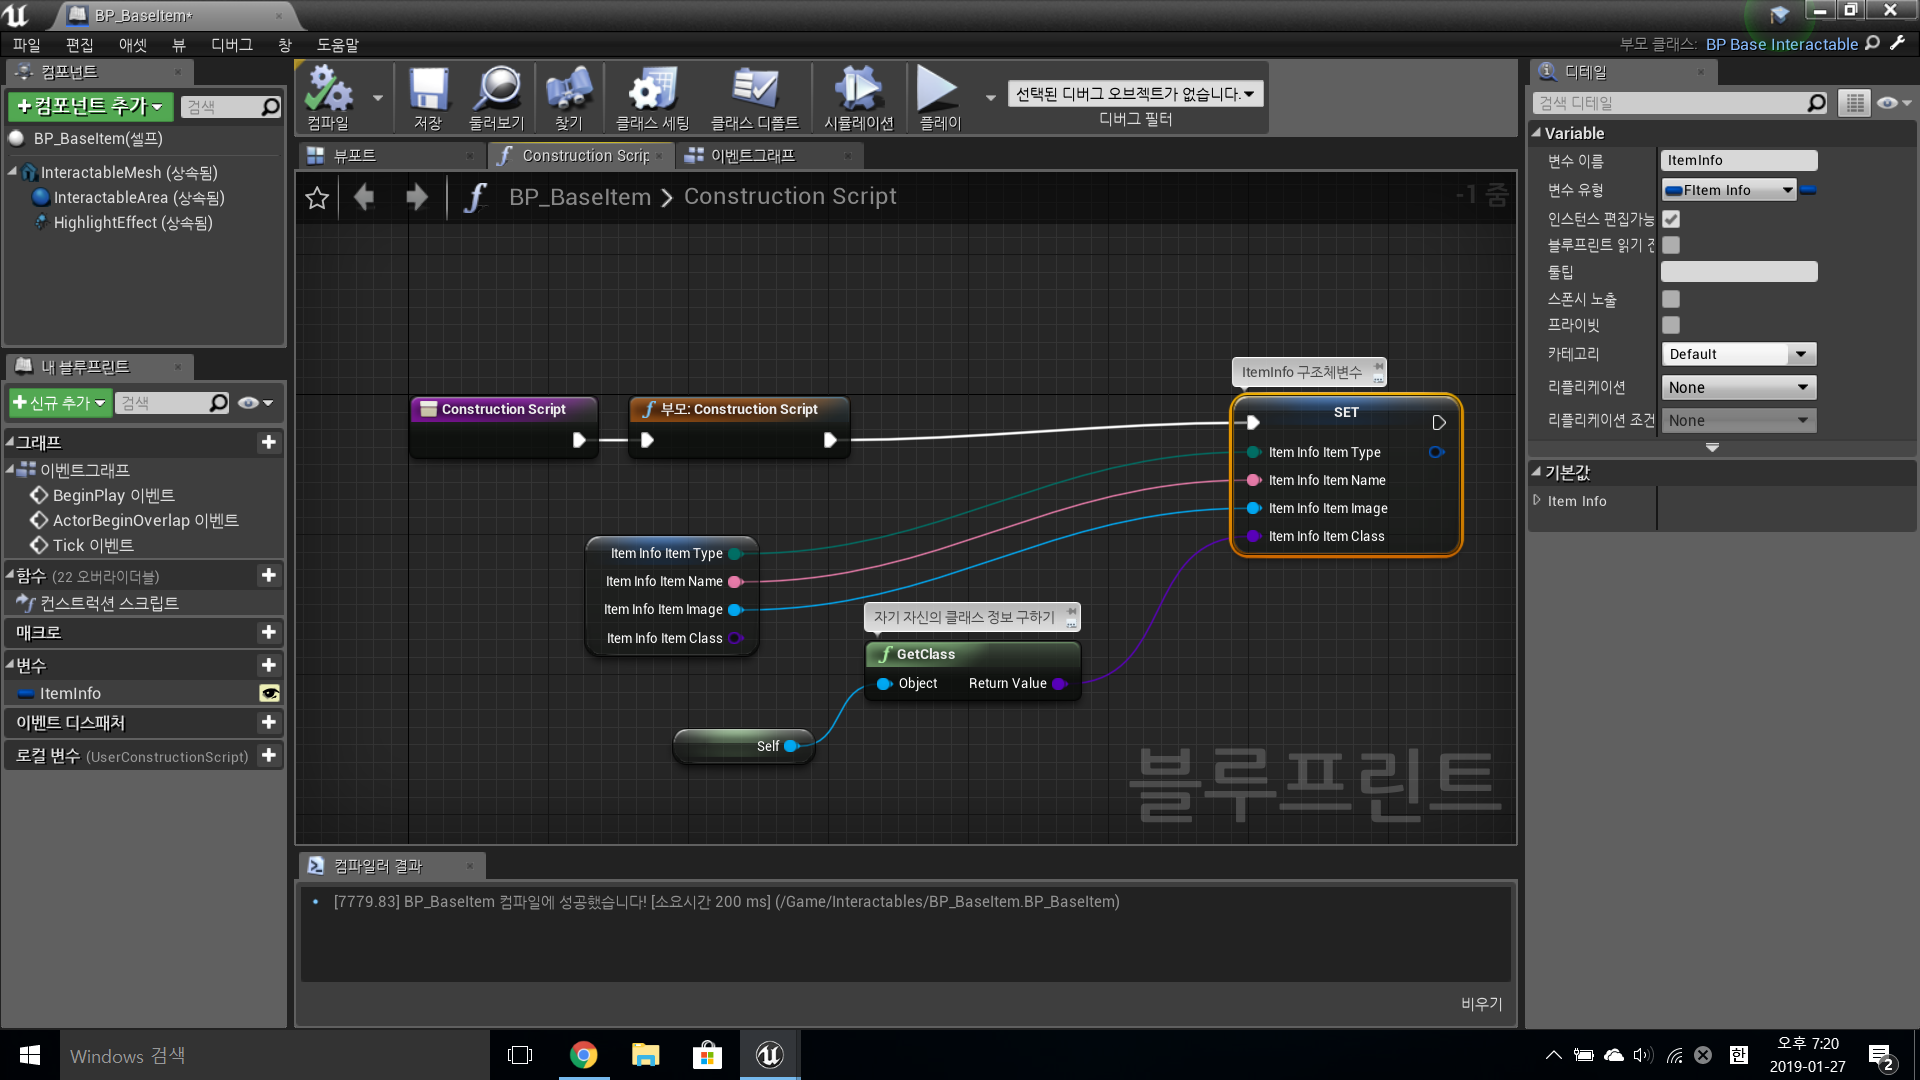 BP_BaseItem*
파일 편집 애셋 뷰 디버그 창 도움말
부모 클래스: BP Base Interactable
컴포넌트
+컴포넌트 추가
검색
BP_BaseItem(셀프)
InteractableMesh (상속됨)
InteractableArea (상속됨)
HighlightEffect (상속됨)
내 블루프린트
신규 추가
검색
그래프
이벤트그래프
BeginPlay 이벤트
ActorBeginOverlap 이벤트
Tick 이벤트
함수 (22 오버라이더블)
컨스트럭션 스크립트
매크로
변수
ItemInfo
이벤트 디스패처
로컬 변수 (UserConstructionScript)
컴파일 저장 둘러보기 찾기 클래스 세팅 클래스 디폴트 시뮬레이션 플레이
선택된 디버그 오브젝트가 없습니다.
디버그 필터
뷰포트
Construction Scrip
이벤트그래프
BP_BaseItem > Construction Script
-1 줌
Construction Script
부모: Construction Script
ItemInfo 구조체변수
SET
Item Info Item Type
Item Info Item Name
Item Info Item Image
Item Info Item Class
Item Info Item Type
Item Info Item Name
Item Info Item Image
Item Info Item Class
자기 자신의 클래스 정보 구하기
GetClass
Object Return Value
Self
블루프린트
컴파일러 결과
[7779.83] BP_BaseItem 컴파일에 성공했습니다! [소요시간 200 ms] (/Game/Interactables/BP_BaseItem.BP_BaseItem)
비우기
디테일
검색 디테일
Variable
변수 이름 ItemInfo
변수 유형 FItem Info
인스턴스 편집가능
블루프린트 읽기 전
툴팁
스폰시 노출
프라이빗
카테고리 Default
리플리케이션 None
리플리케이션 조건 None
기본값
Item Info
Windows 검색
한
오후 7:20
2019-01-27
2